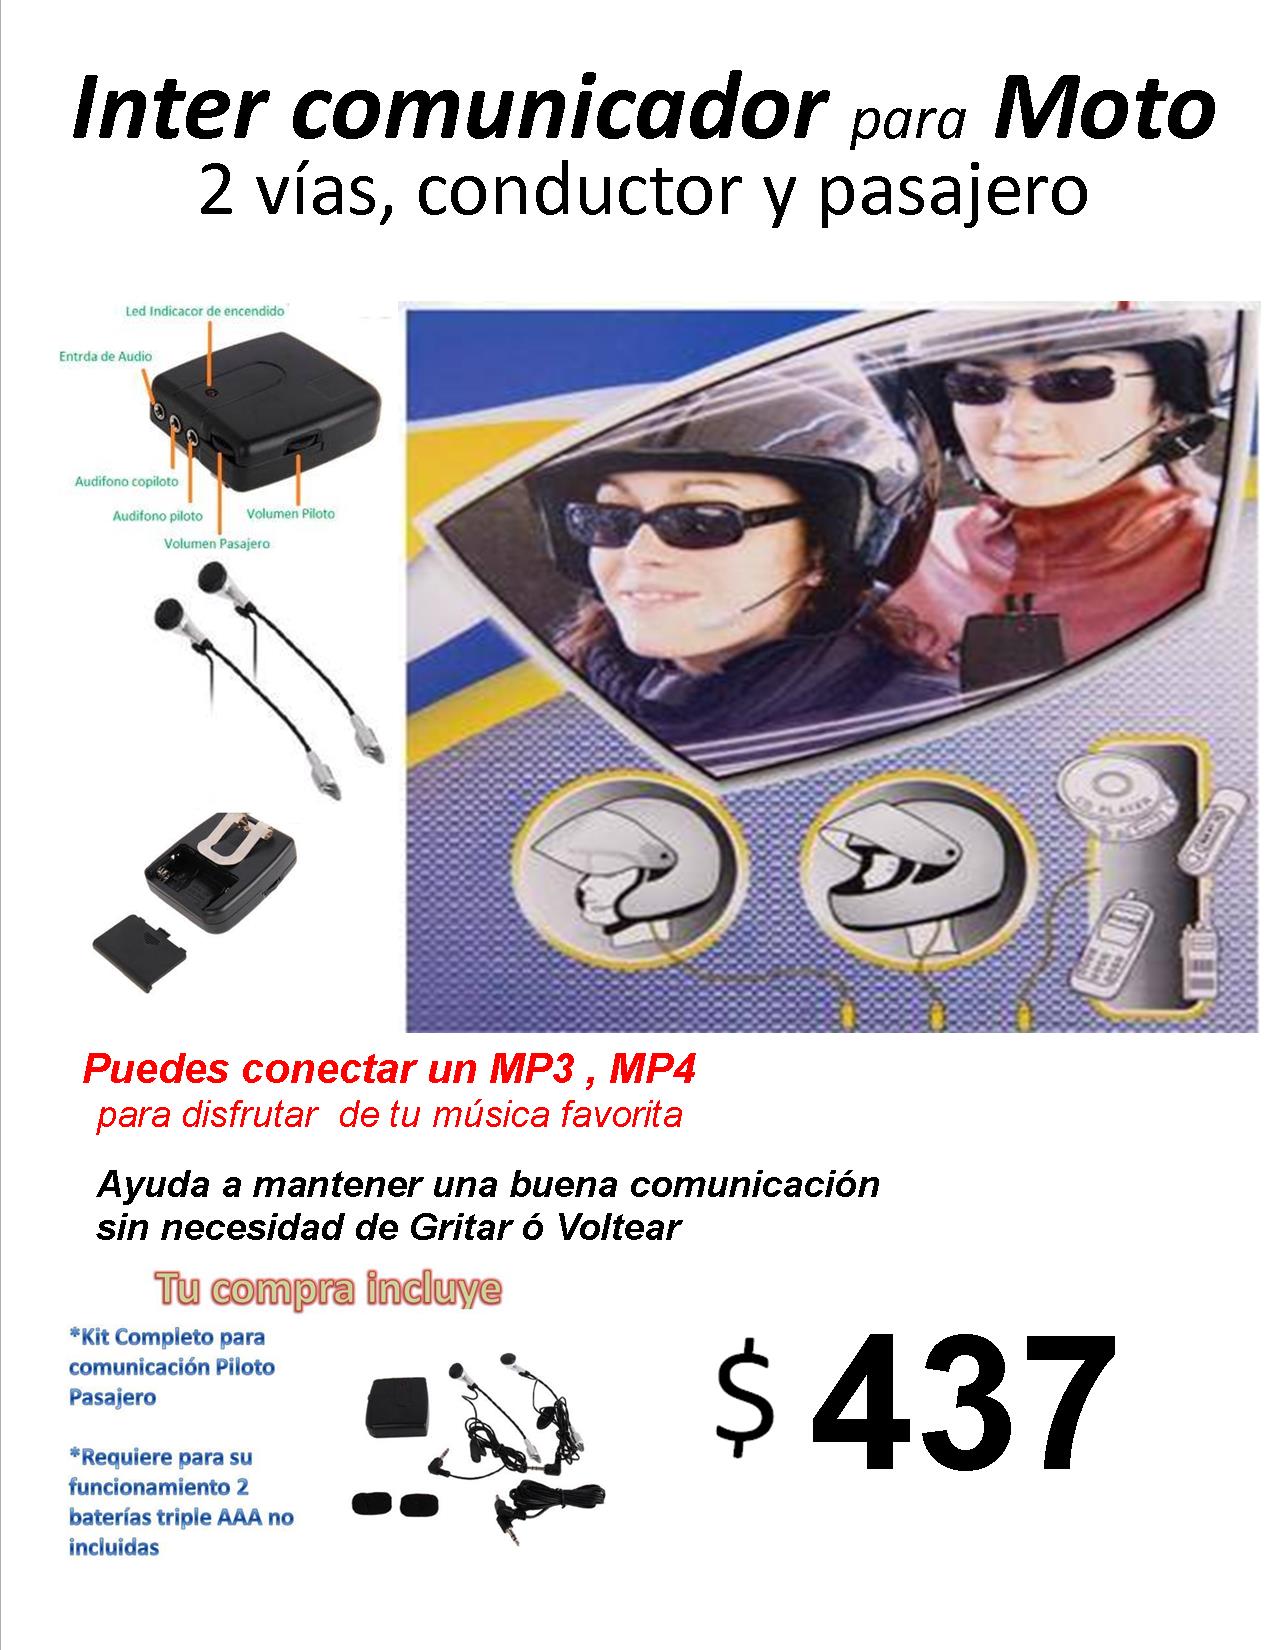 Inter comunicador para Moto
2 vías, conductor y pasajero
Led Indicacor de encendido
Entrda de Audio
Audifono copiloto
Audifono piloto
Volumen Piloto
Volumen Pasajero
CD PLAYER
Puedes conectar un MP3 , MP4
para disfrutar de tu música favorita
Ayuda a mantener una buena comunicación
sin necesidad de Gritar ó Voltear
Tu compra incluye
*Kit Completo para
comunicación Piloto
Pasajero
*Requiere para su
funcionamiento 2
baterías triple AAA no
incluidas
$ 437